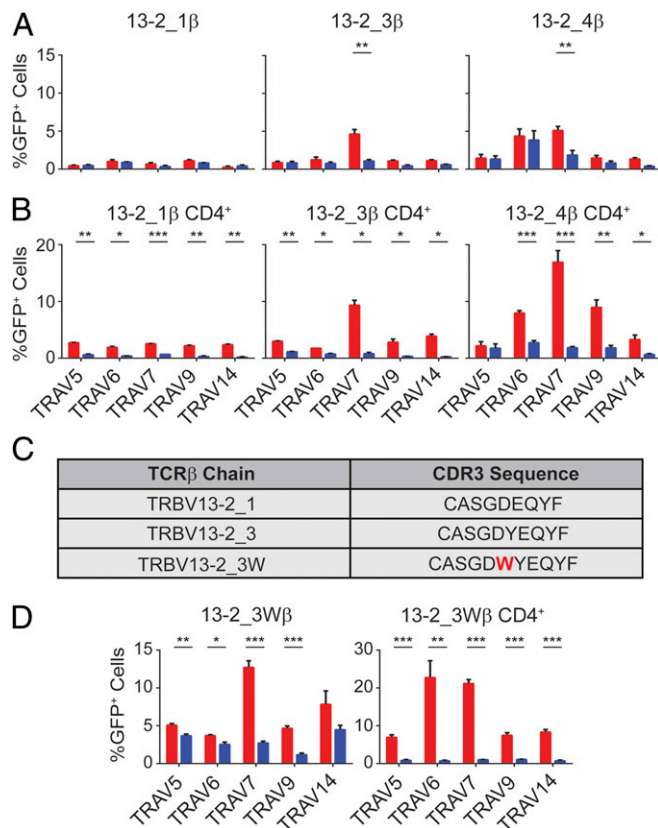 A
13-2_1β 13-2_3β 13-2_4β
** **
%GFP+ Cells
15
10
5
0
B
13-2_1β CD4+ 13-2_3β CD4+ 13-2_4β CD4+
** * *** ** ** ** * * * * *** *** ** *
%GFP+ Cells
20
10
0
TRAV5 TRAV6 TRAV7 TRAV9 TRAV14 TRAV5 TRAV6 TRAV7 TRAV9 TRAV14 TRAV5 TRAV6 TRAV7 TRAV9 TRAV14
C
TCRβ Chain CDR3 Sequence
TRBV13-2_1 CASGDEQYF
TRBV13-2_3 CASGDYEQYF
TRBV13-2_3W CASGDWYEQYF
D
13-2_3Wβ 13-2_3Wβ CD4+
** * *** *** *** ** *** *** ***
%GFP+ Cells
15 30
10 20
5 10
0 0
TRAV5 TRAV6 TRAV7 TRAV9 TRAV14 TRAV5 TRAV6 TRAV7 TRAV9 TRAV14